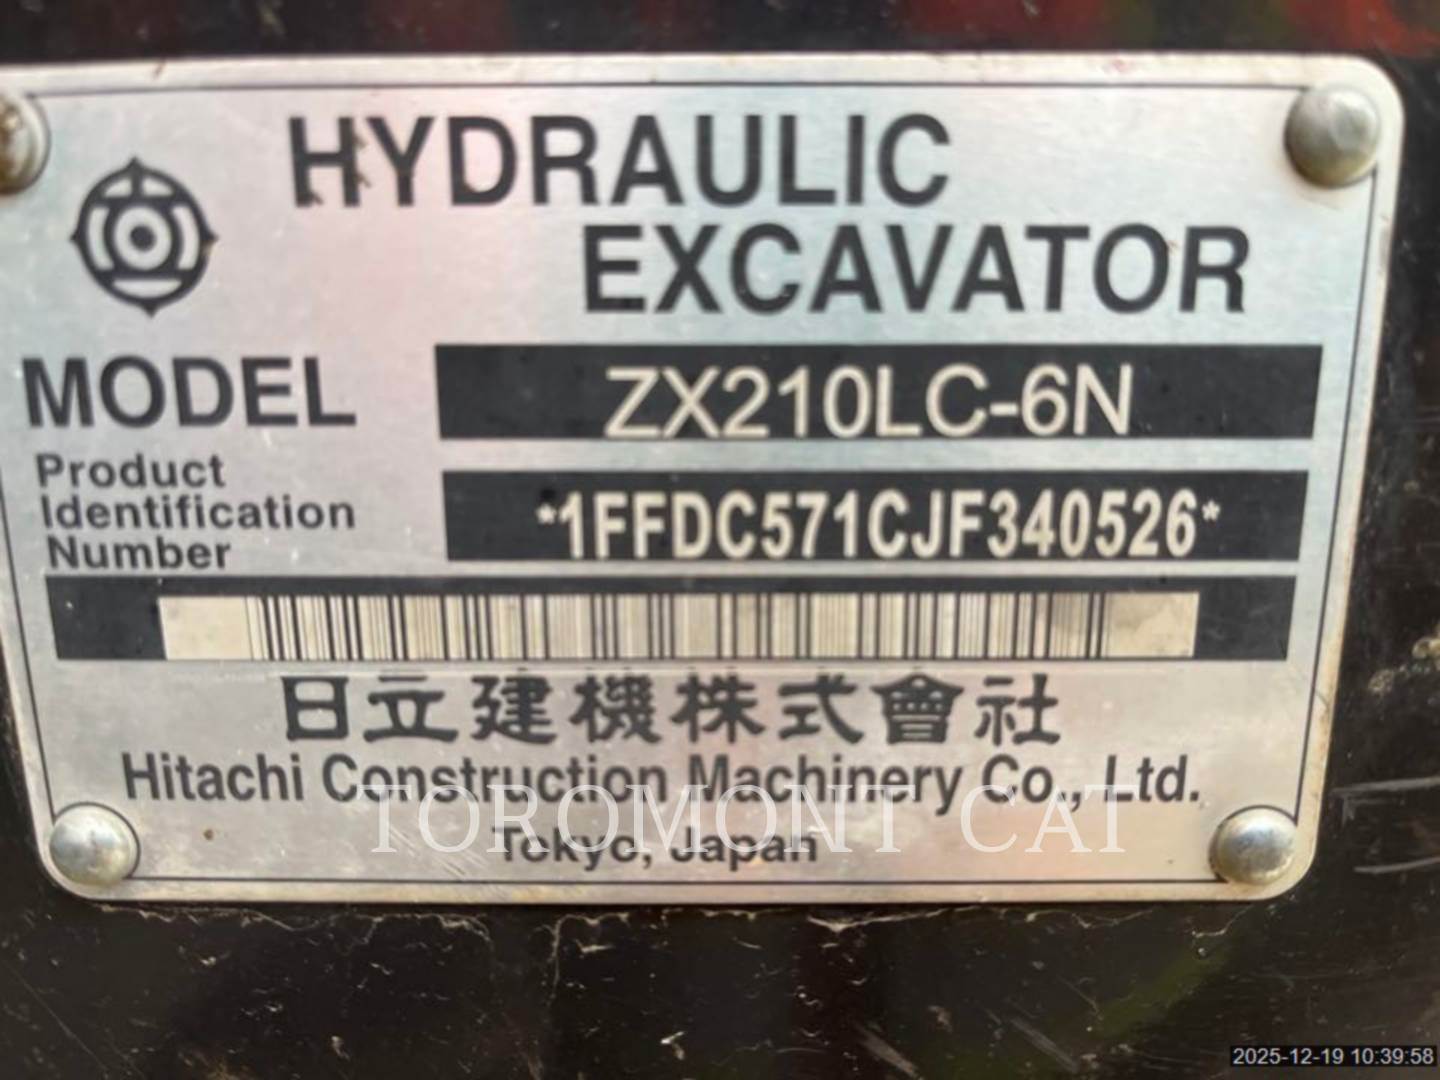 HYDRAULIC
EXCAVATOR
MODEL ZX210LC-6N
Product
Identification
Number
*1FFDC571CJF340526*
日立建機株式會社
Hitachi Construction Machinery Co., Ltd.
TOROMONT CAT
Tokyo, Japan
2025-12-19 10:39:58